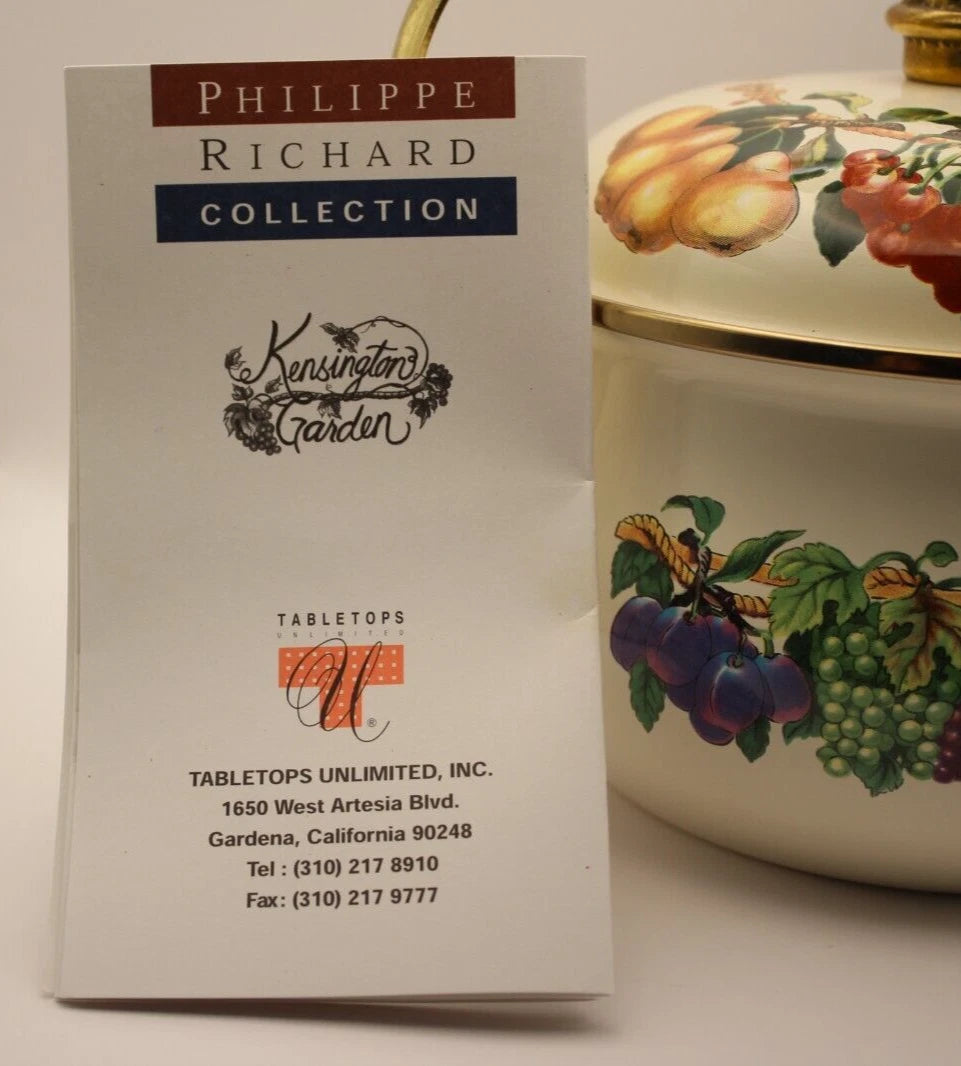 PHILIPPE
RICHARD
COLLECTION
Kensington
Garden
TABLETOPS
UNLIMITED
U
®
TABLETOPS UNLIMITED, INC.
1650 West Artesia Blvd.
Gardena, California 90248
Tel : (310) 217 8910
Fax: (310) 217 9777